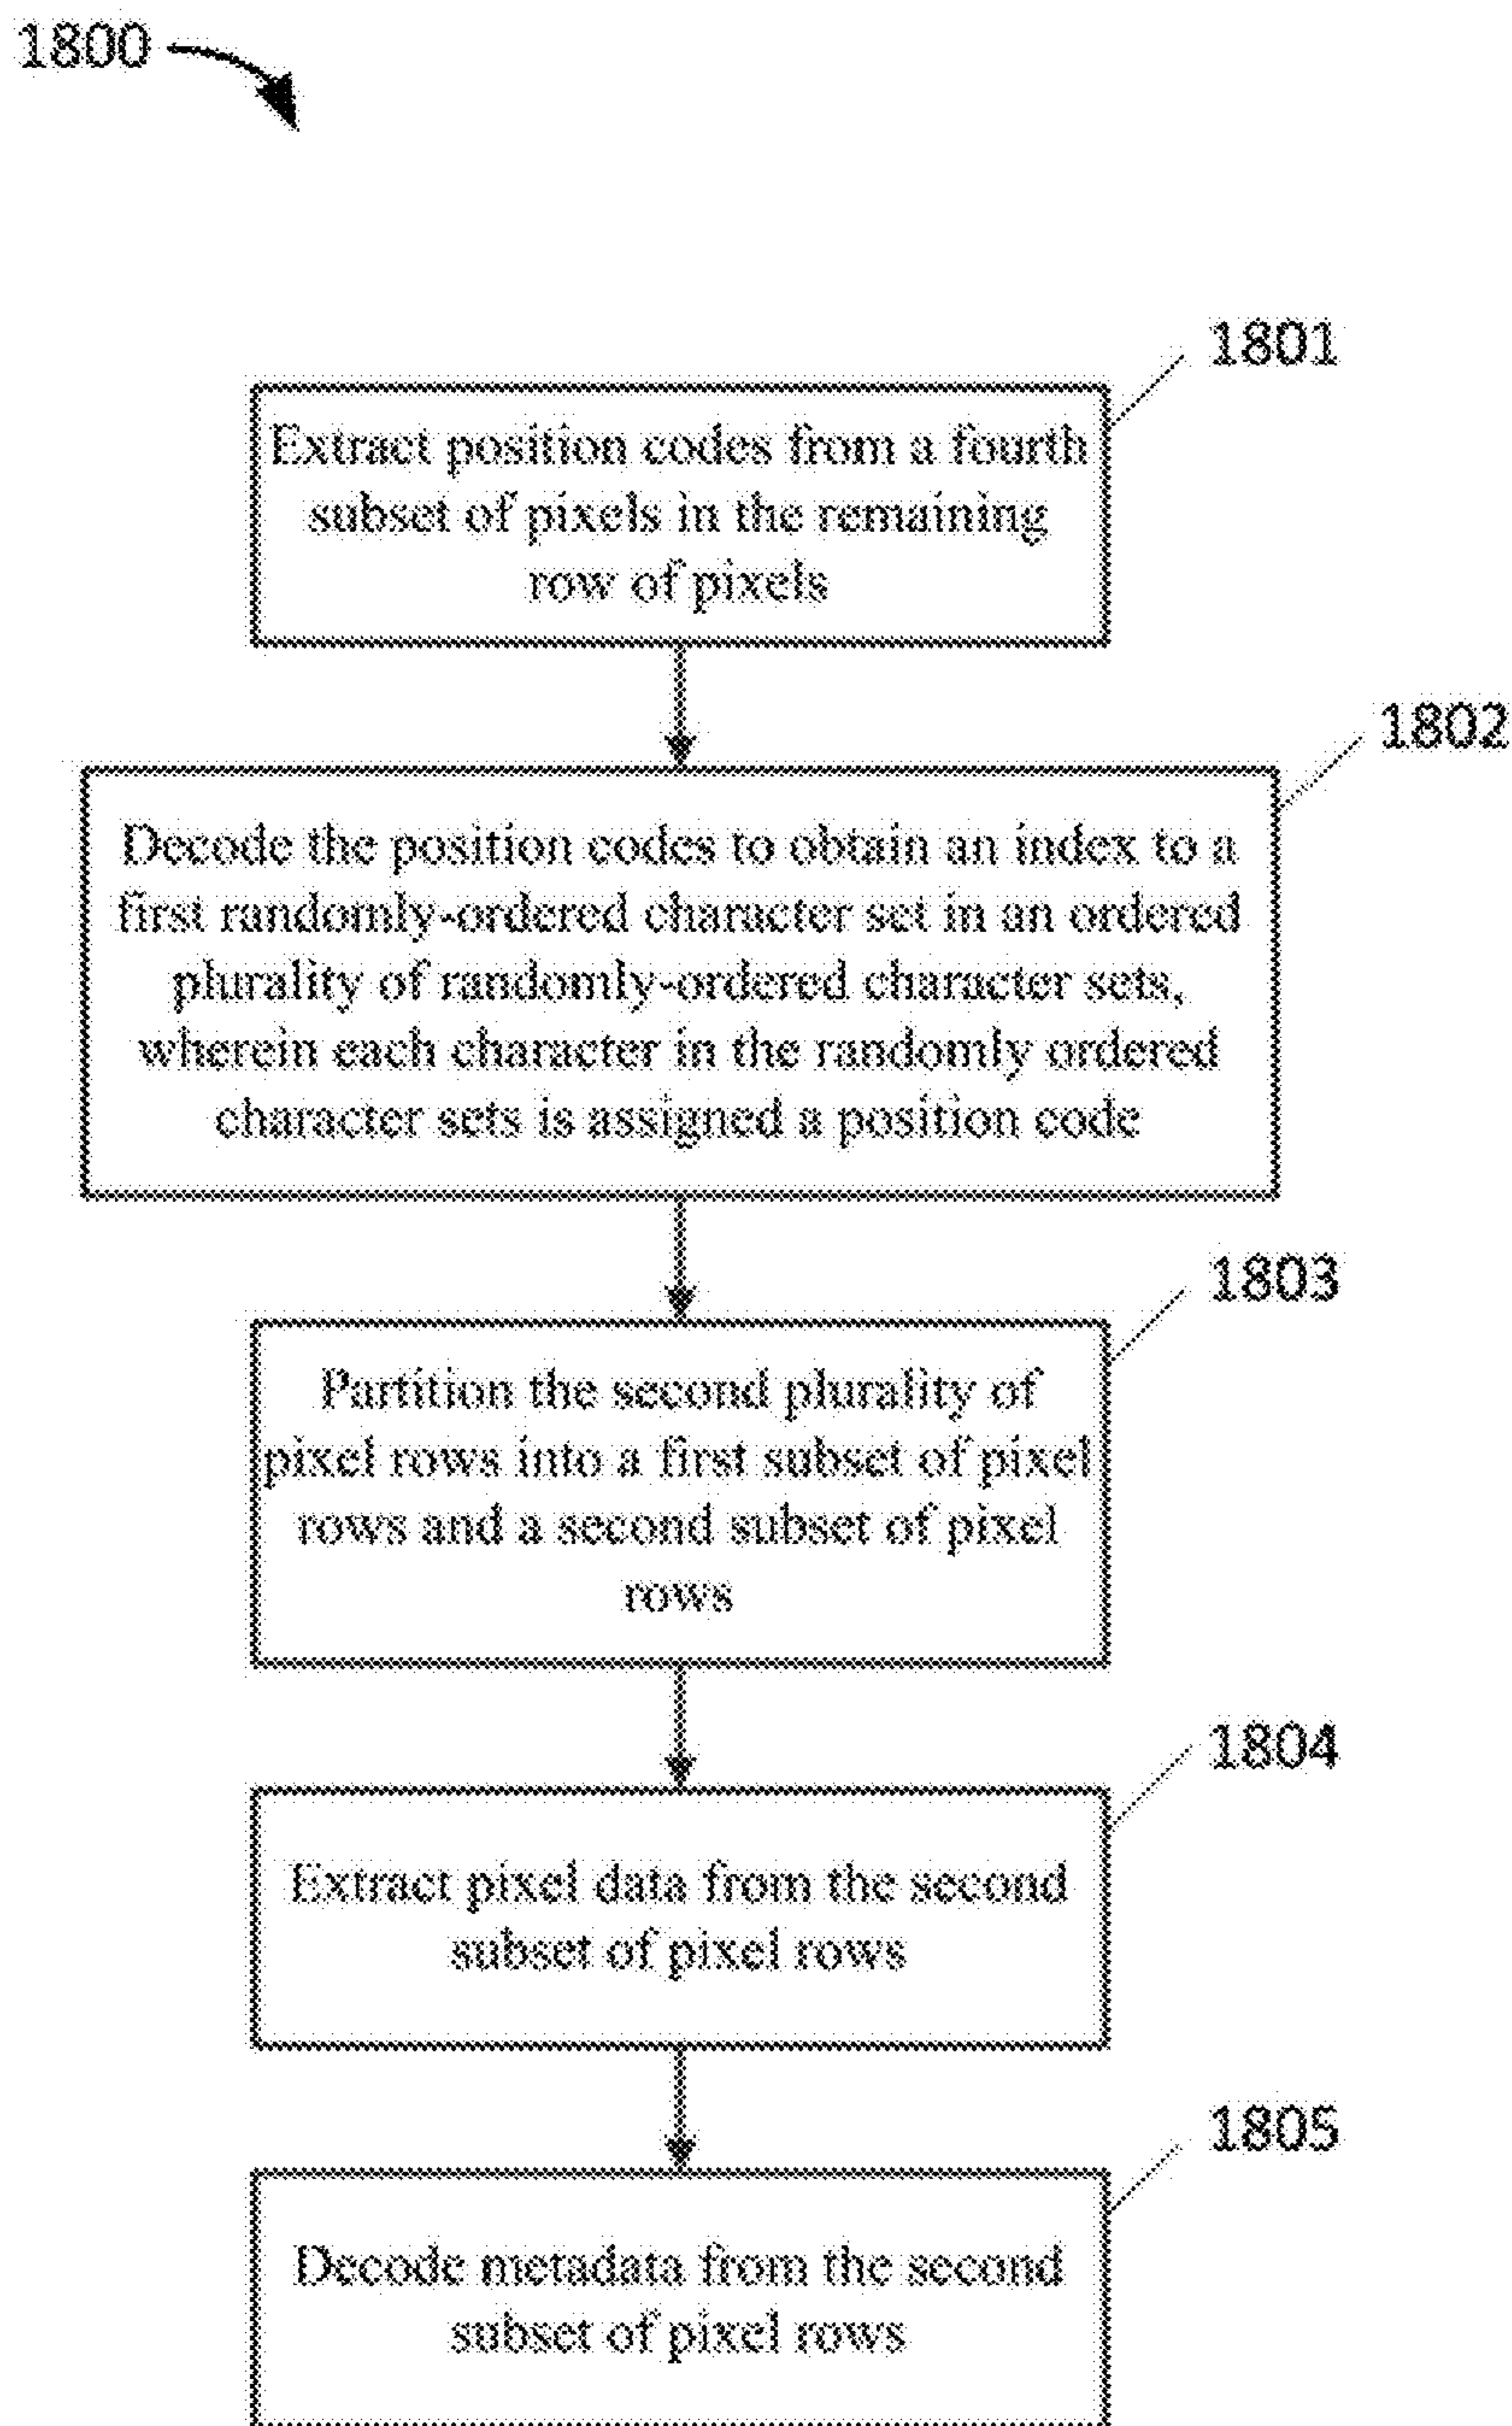 1800
1801
Extract position codes from a fourth
subset of pixels in the remaining
row of pixels
1802
Decode the position codes to obtain an index to a
first randomly-ordered character set in an ordered
plurality of randomly-ordered character sets,
wherein each character in the randomly ordered
character sets is assigned a position code
1803
Partition the second plurality of
pixel rows into a first subset of pixel
rows and a second subset of pixel
rows
1804
Extract pixel data from the second
subset of pixel rows
1805
Decode metadata from the second
subset of pixel rows